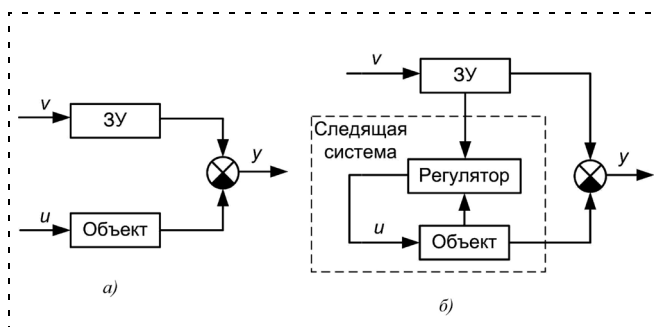 v
ЗУ
y
u
Объект
а)
v
ЗУ
Следящая
система
Регулятор
y
u
Объект
б)